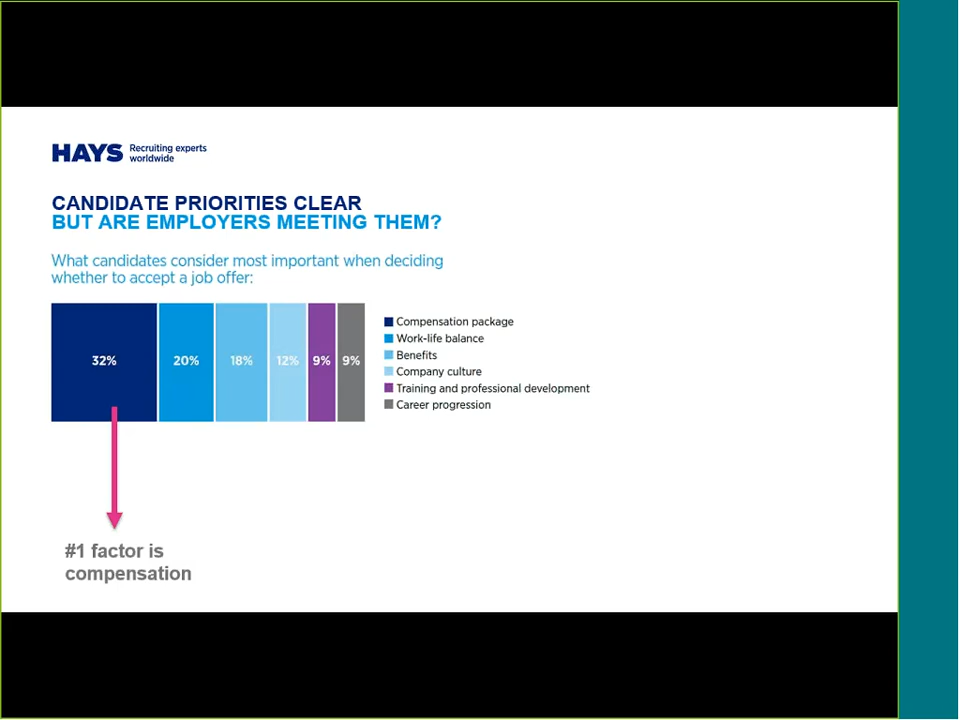 HAYS Recruiting experts
worldwide
CANDIDATE PRIORITIES CLEAR
BUT ARE EMPLOYERS MEETING THEM?
What candidates consider most important when deciding
whether to accept a job offer:
32% 20% 18% 12% 9% 9%
Compensation package
Work-life balance
Benefits
Company culture
Training and professional development
Career progression
#1 factor is
compensation